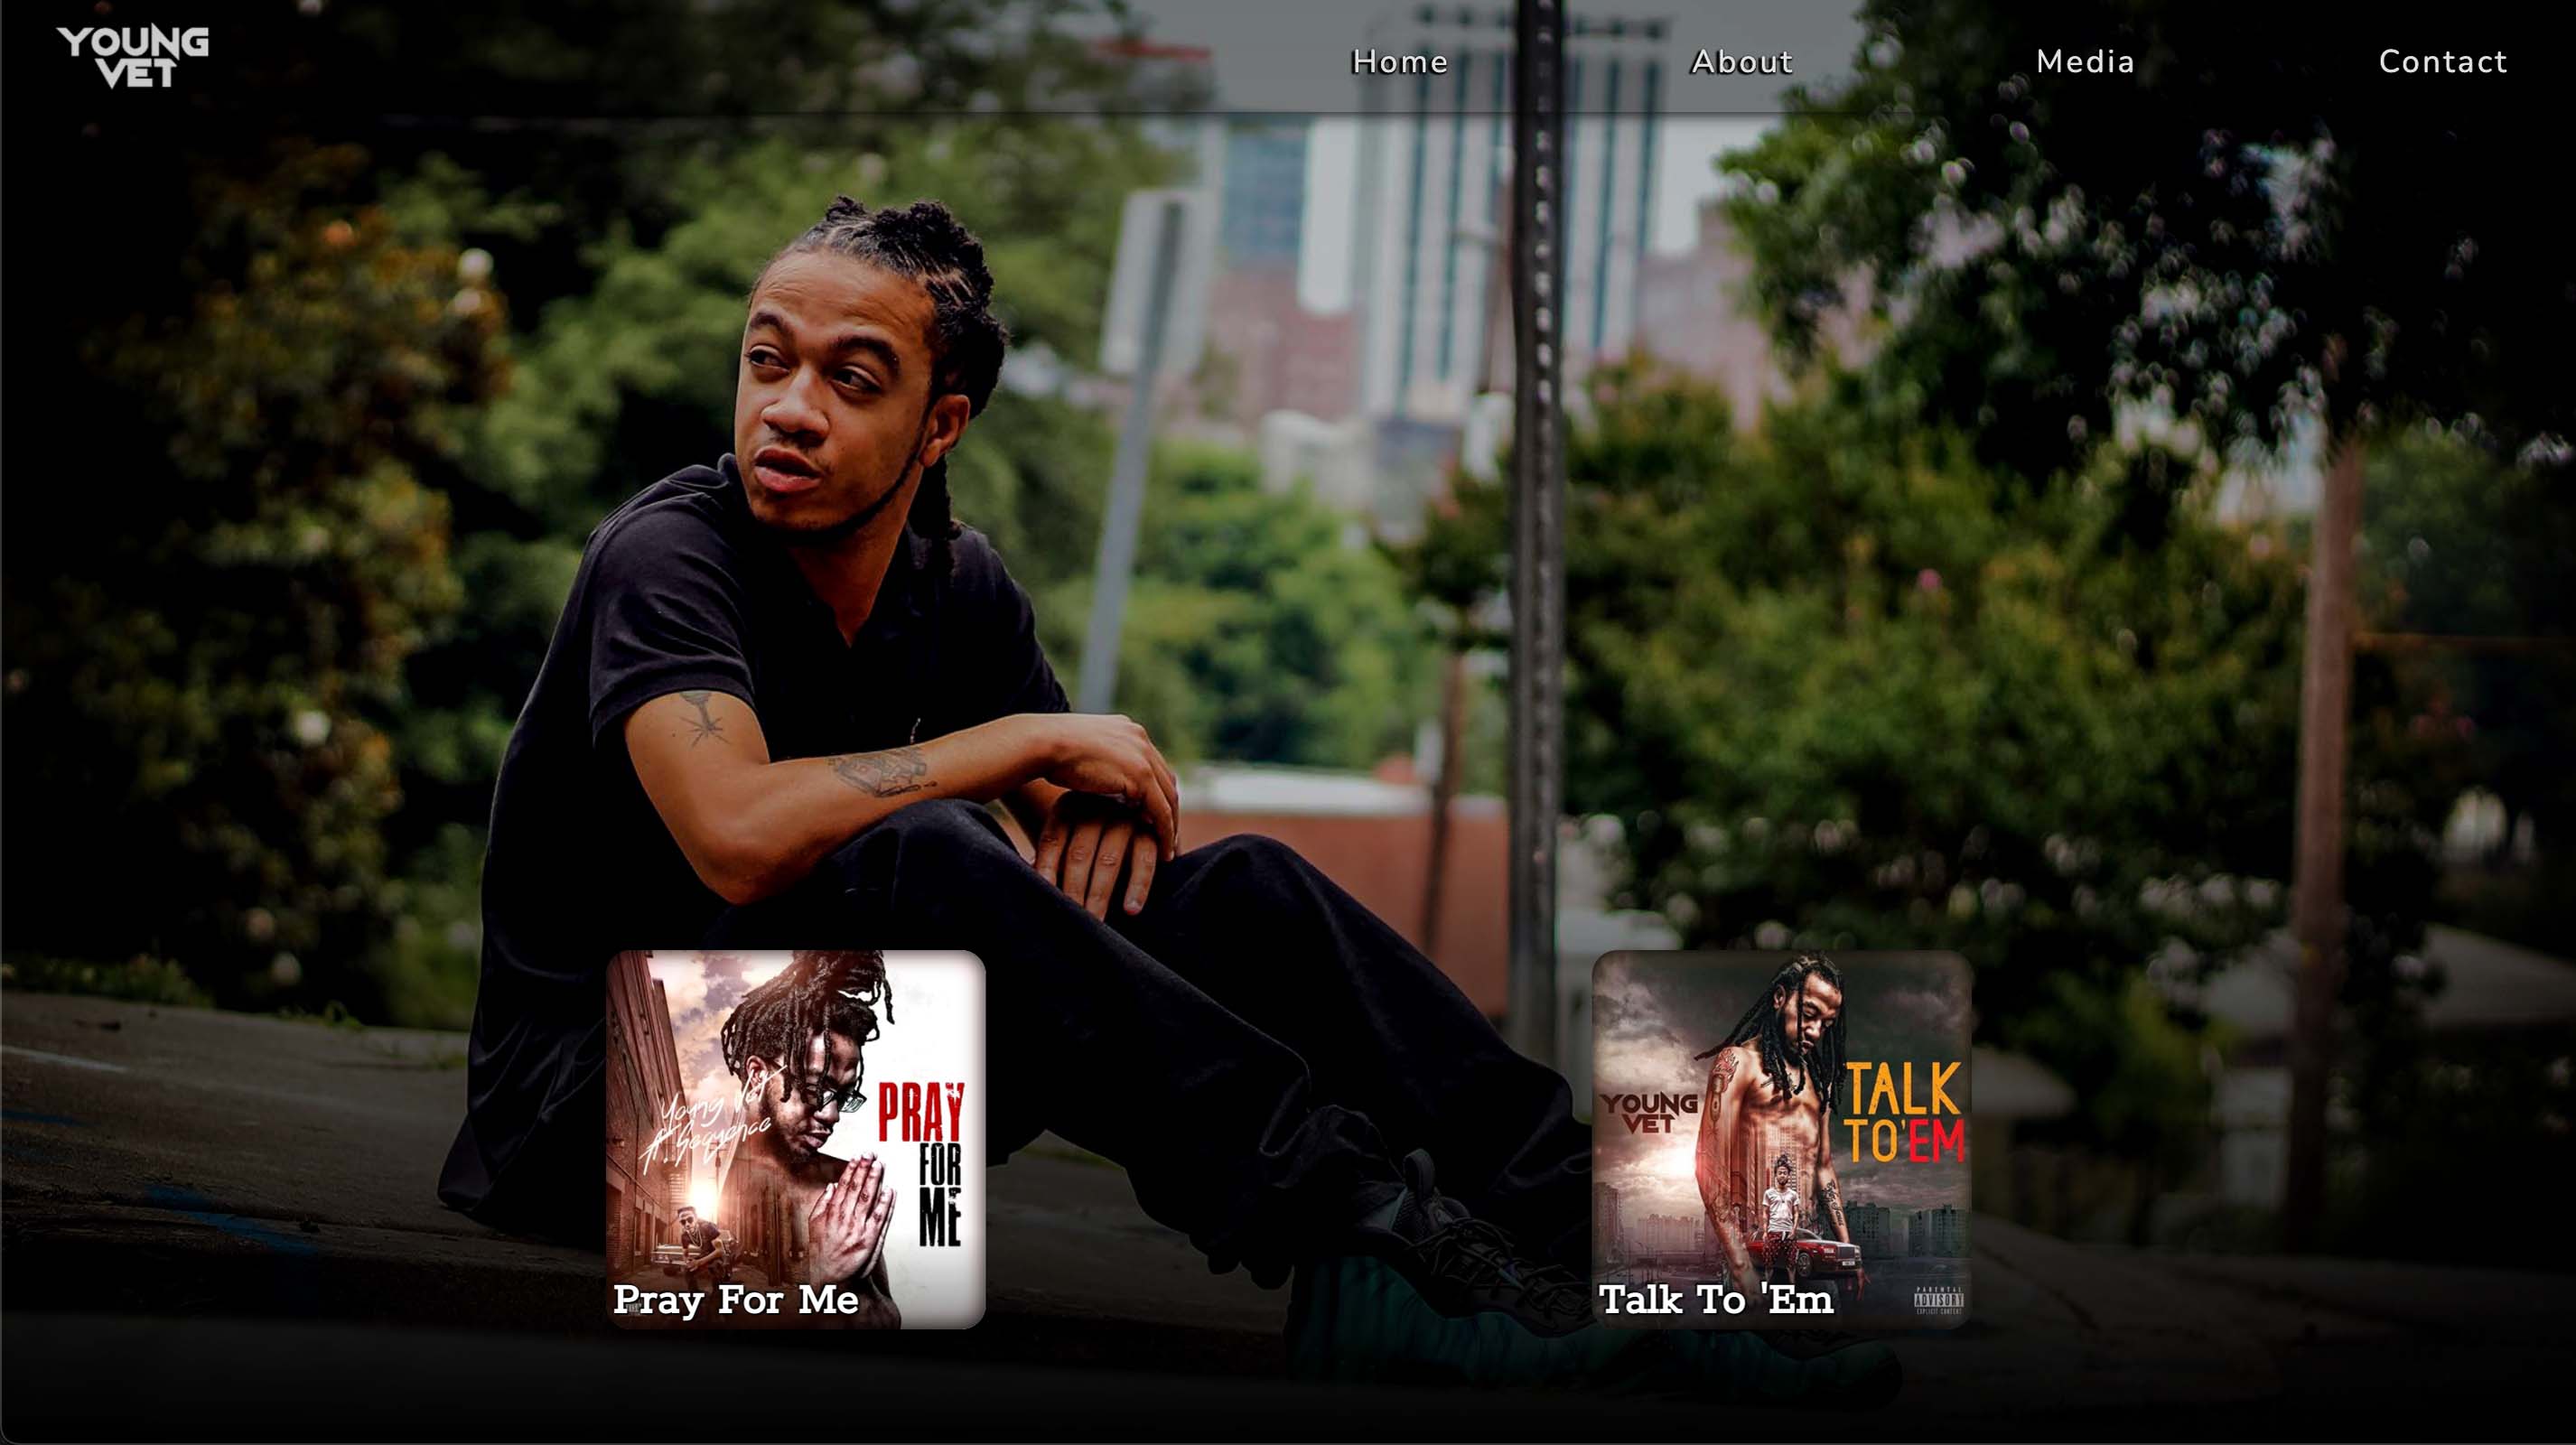 YOUNG
VET
Home
About
Media
Contact
Young Vet
ft. Sequence
PRAY
FOR
ME
Pray For Me
YOUNG
VET
TALK
TO'EM
PARENTAL
ADVISORY
EXPLICIT CONTENT
Talk To 'Em